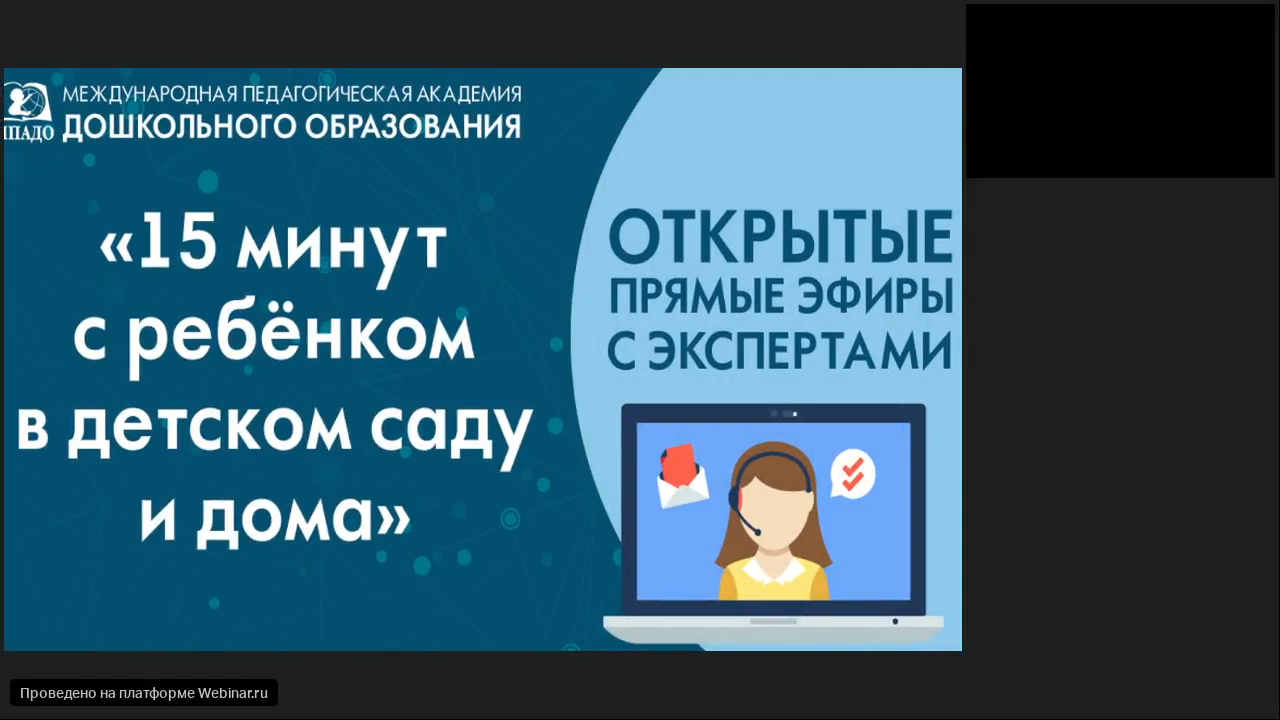 МЕЖДУНАРОДНАЯ ПЕДАГОГИЧЕСКАЯ АКАДЕМИЯ
ДОШКОЛЬНОГО ОБРАЗОВАНИЯ
«15 минут
с ребёнком
в детском саду
и дома»
ОТКРЫТЫЕ
ПРЯМЫЕ ЭФИРЫ
С ЭКСПЕРТАМИ
Проведено на платформе Webinar.ru